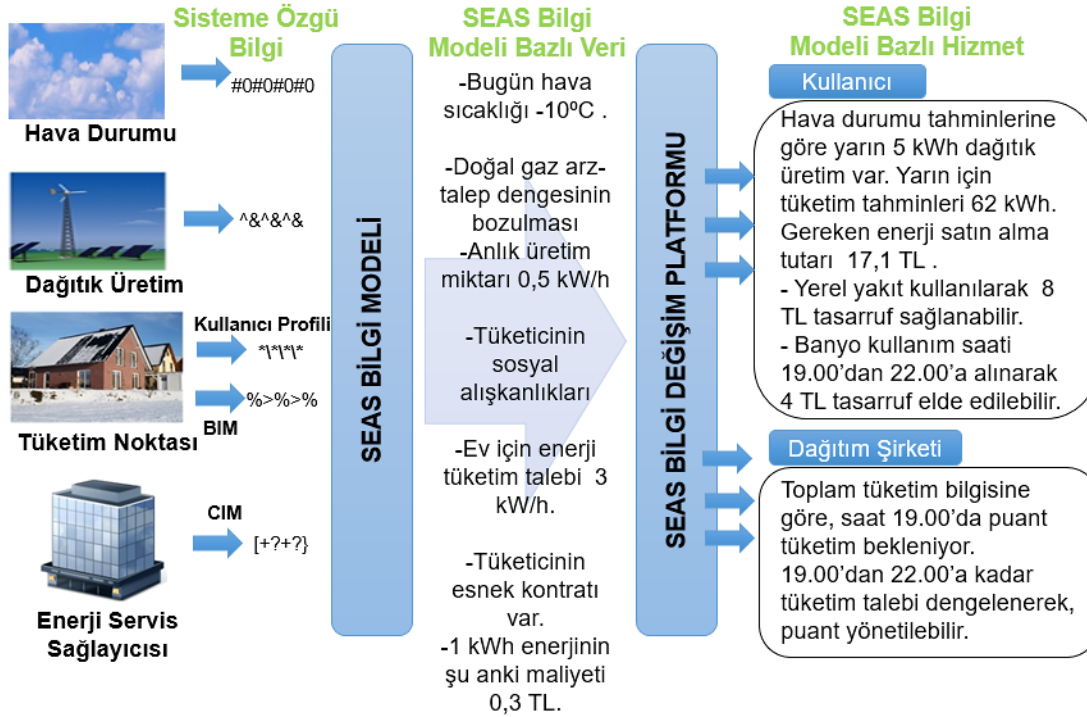 Sisteme Özgü
Bilgi
#0#0#0#0
Hava Durumu
^&^&^&
Dağıtık Üretim
Kullanıcı Profili
*\*\*\*
%>%>%
BIM
Tüketim Noktası
CIM
[+?+?}
Enerji Servis
Sağlayıcısı
SEAS BİLGİ MODELİ
SEAS Bilgi
Modeli Bazlı Veri
-Bugün hava
sıcaklığı -10ºC .
-Doğal gaz arz-
talep dengesinin
bozulması
-Anlık üretim
miktarı 0,5 kW/h
-Tüketicinin
sosyal
alışkanlıkları
-Ev için enerji
tüketim talebi 3
kW/h.
-Tüketicinin
esnek kontratı
var.
-1 kWh enerjinin
şu anki maliyeti
0,3 TL.
SEAS BİLGİ DEĞİŞİM PLATFORMU
SEAS Bilgi
Modeli Bazlı Hizmet
Kullanıcı
Hava durumu tahminlerine
göre yarın 5 kWh dağıtık
üretim var. Yarın için
tüketim tahminleri 62 kWh.
Gereken enerji satın alma
tutarı 17,1 TL .
- Yerel yakıt kullanılarak 8
TL tasarruf sağlanabilir.
- Banyo kullanım saati
19.00’dan 22.00’a alınarak
4 TL tasarruf elde edilebilir.
Dağıtım Şirketi
Toplam tüketim bilgisine
göre, saat 19.00’da puant
tüketim bekleniyor.
19.00’dan 22.00’a kadar
tüketim talebi dengelenerek,
puant yönetilebilir.